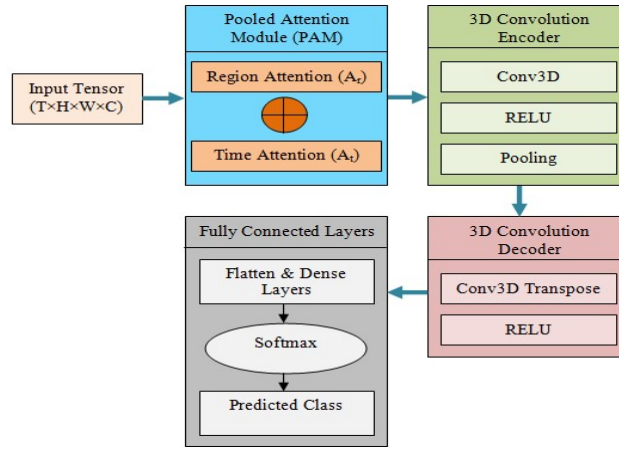 Pooled Attention
Module (PAM)
Region Attention (Aᵣ)
Time Attention (Aₜ)
Input Tensor
(T×H×W×C)
3D Convolution
Encoder
Conv3D
RELU
Pooling
3D Convolution
Decoder
Conv3D Transpose
RELU
Fully Connected Layers
Flatten & Dense
Layers
Softmax
Predicted Class